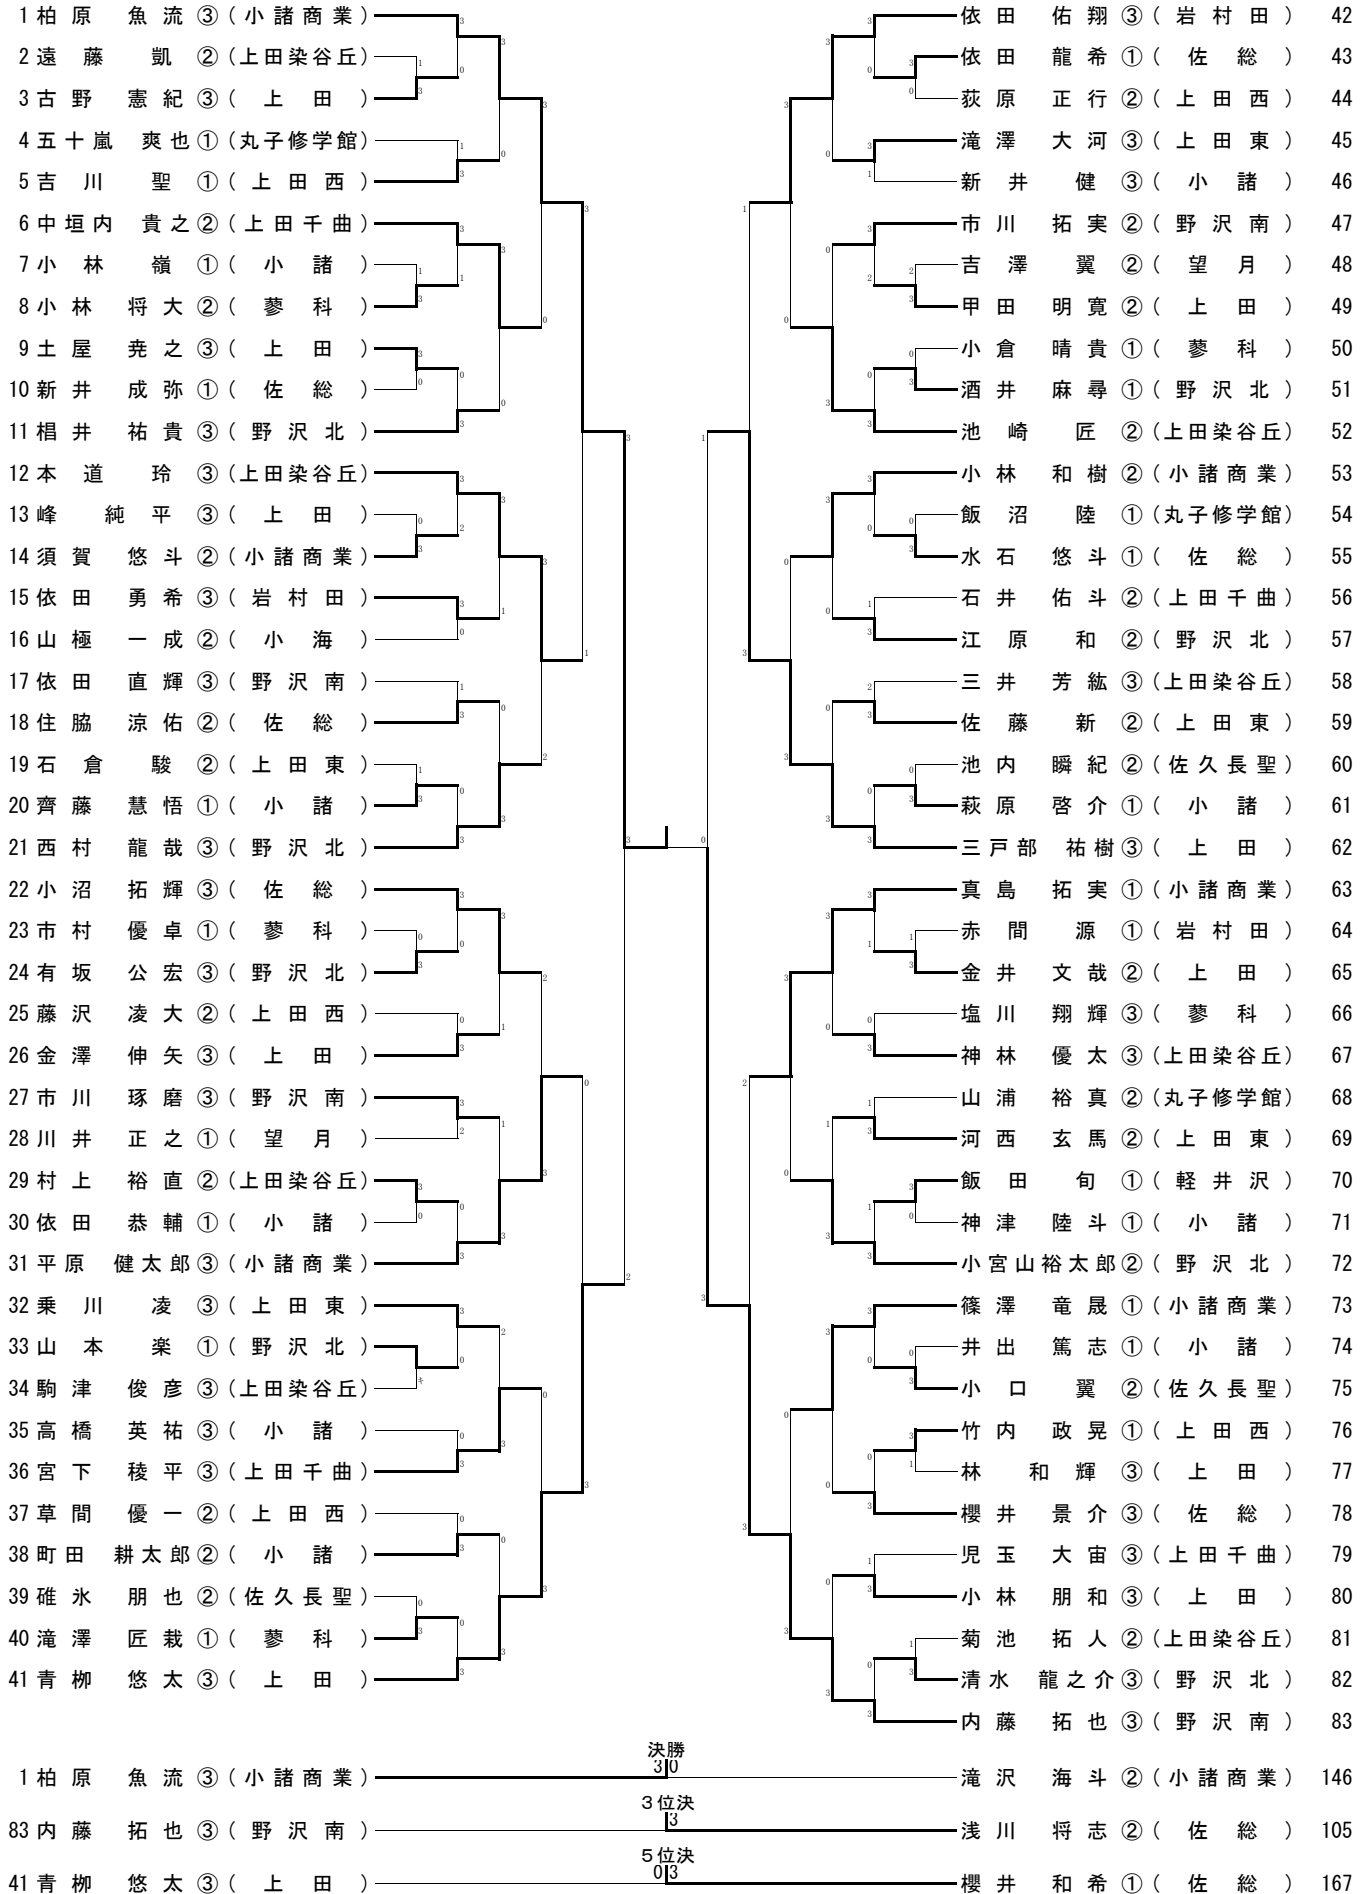 1 柏原 魚流 ③ (小諸商業)
2 遠藤 凱 ② (上田染谷丘)
3 古野 憲紀 ③ (上田)
4 五十嵐 爽也 ① (丸子修学館)
5 吉川 聖 ① (上田西)
6 中垣内 貴之 ② (上田千曲)
7 小林 嶺 ① (小諸)
8 小林 将大 ② (蓼科)
9 土屋 尭之 ③ (上田)
10 新井 成弥 ① (佐総)
11 椙井 祐貴 ③ (野沢北)
12 本道 玲 ③ (上田染谷丘)
13 峰 純平 ③ (上田)
14 須賀 悠斗 ② (小諸商業)
15 依田 勇希 ③ (岩村田)
16 山極 一成 ② (小海)
17 依田 直輝 ③ (野沢南)
18 住脇 涼佑 ② (佐総)
19 石倉 駿 ② (上田東)
20 齊藤 慧悟 ① (小諸)
21 西村 龍哉 ③ (野沢北)
22 小沼 拓輝 ③ (佐総)
23 市村 優卓 ① (蓼科)
24 有坂 公宏 ③ (野沢北)
25 藤沢 凌大 ② (上田西)
26 金澤 伸矢 ③ (上田)
27 市川 琢磨 ③ (野沢南)
28 川井 正之 ① (望月)
29 村上 裕直 ② (上田染谷丘)
30 依田 恭輔 ① (小諸)
31 平原 健太郎 ③ (小諸商業)
32 乗川 凌 ③ (上田東)
33 山本 楽 ① (野沢北)
34 駒津 俊彦 ③ (上田染谷丘)
35 高橋 英祐 ③ (小諸)
36 宮下 稜平 ③ (上田千曲)
37 草間 優一 ② (上田西)
38 町田 耕太郎 ② (小諸)
39 碓氷 朋也 ② (佐久長聖)
40 滝澤 匠栽 ① (蓼科)
41 青栁 悠太 ③ (上田)
依田 佑翔 ③ (岩村田) 42
依田 龍希 ① (佐総) 43
荻原 正行 ② (上田西) 44
滝澤 大河 ③ (上田東) 45
新井 健 ③ (小諸) 46
市川 拓実 ② (野沢南) 47
吉澤 翼 ② (望月) 48
甲田 明寛 ② (上田) 49
小倉 晴貴 ① (蓼科) 50
酒井 麻尋 ① (野沢北) 51
池崎 匠 ② (上田染谷丘) 52
小林 和樹 ② (小諸商業) 53
飯沼 陸 ① (丸子修学館) 54
水石 悠斗 ① (佐総) 55
石井 佑斗 ② (上田千曲) 56
江原 和 ② (野沢北) 57
三井 芳紘 ③ (上田染谷丘) 58
佐藤 新 ② (上田東) 59
池内 瞬紀 ② (佐久長聖) 60
萩原 啓介 ① (小諸) 61
三戸部 祐樹 ③ (上田) 62
真島 拓実 ① (小諸商業) 63
赤間 源 ① (岩村田) 64
金井 文哉 ② (上田) 65
塩川 翔輝 ③ (蓼科) 66
神林 優太 ③ (上田染谷丘) 67
山浦 裕真 ② (丸子修学館) 68
河西 玄馬 ② (上田東) 69
飯田 旬 ① (軽井沢) 70
神津 陸斗 ① (小諸) 71
小宮山裕太郎 ② (野沢北) 72
篠澤 竜晟 ① (小諸商業) 73
井出 篤志 ① (小諸) 74
小口 翼 ② (佐久長聖) 75
竹内 政晃 ① (上田西) 76
林 和輝 ③ (上田) 77
櫻井 景介 ③ (佐総) 78
児玉 大宙 ③ (上田千曲) 79
小林 朋和 ③ (上田) 80
菊池 拓人 ② (上田染谷丘) 81
清水 龍之介 ③ (野沢北) 82
内藤 拓也 ③ (野沢南) 83
決勝
1 柏原 魚流 ③ (小諸商業) 3 0 滝沢 海斗 ② (小諸商業) 146
3位決
83 内藤 拓也 ③ (野沢南) 3 浅川 将志 ② (佐総) 105
5位決
41 青栁 悠太 ③ (上田) 0 3 櫻井 和希 ① (佐総) 167